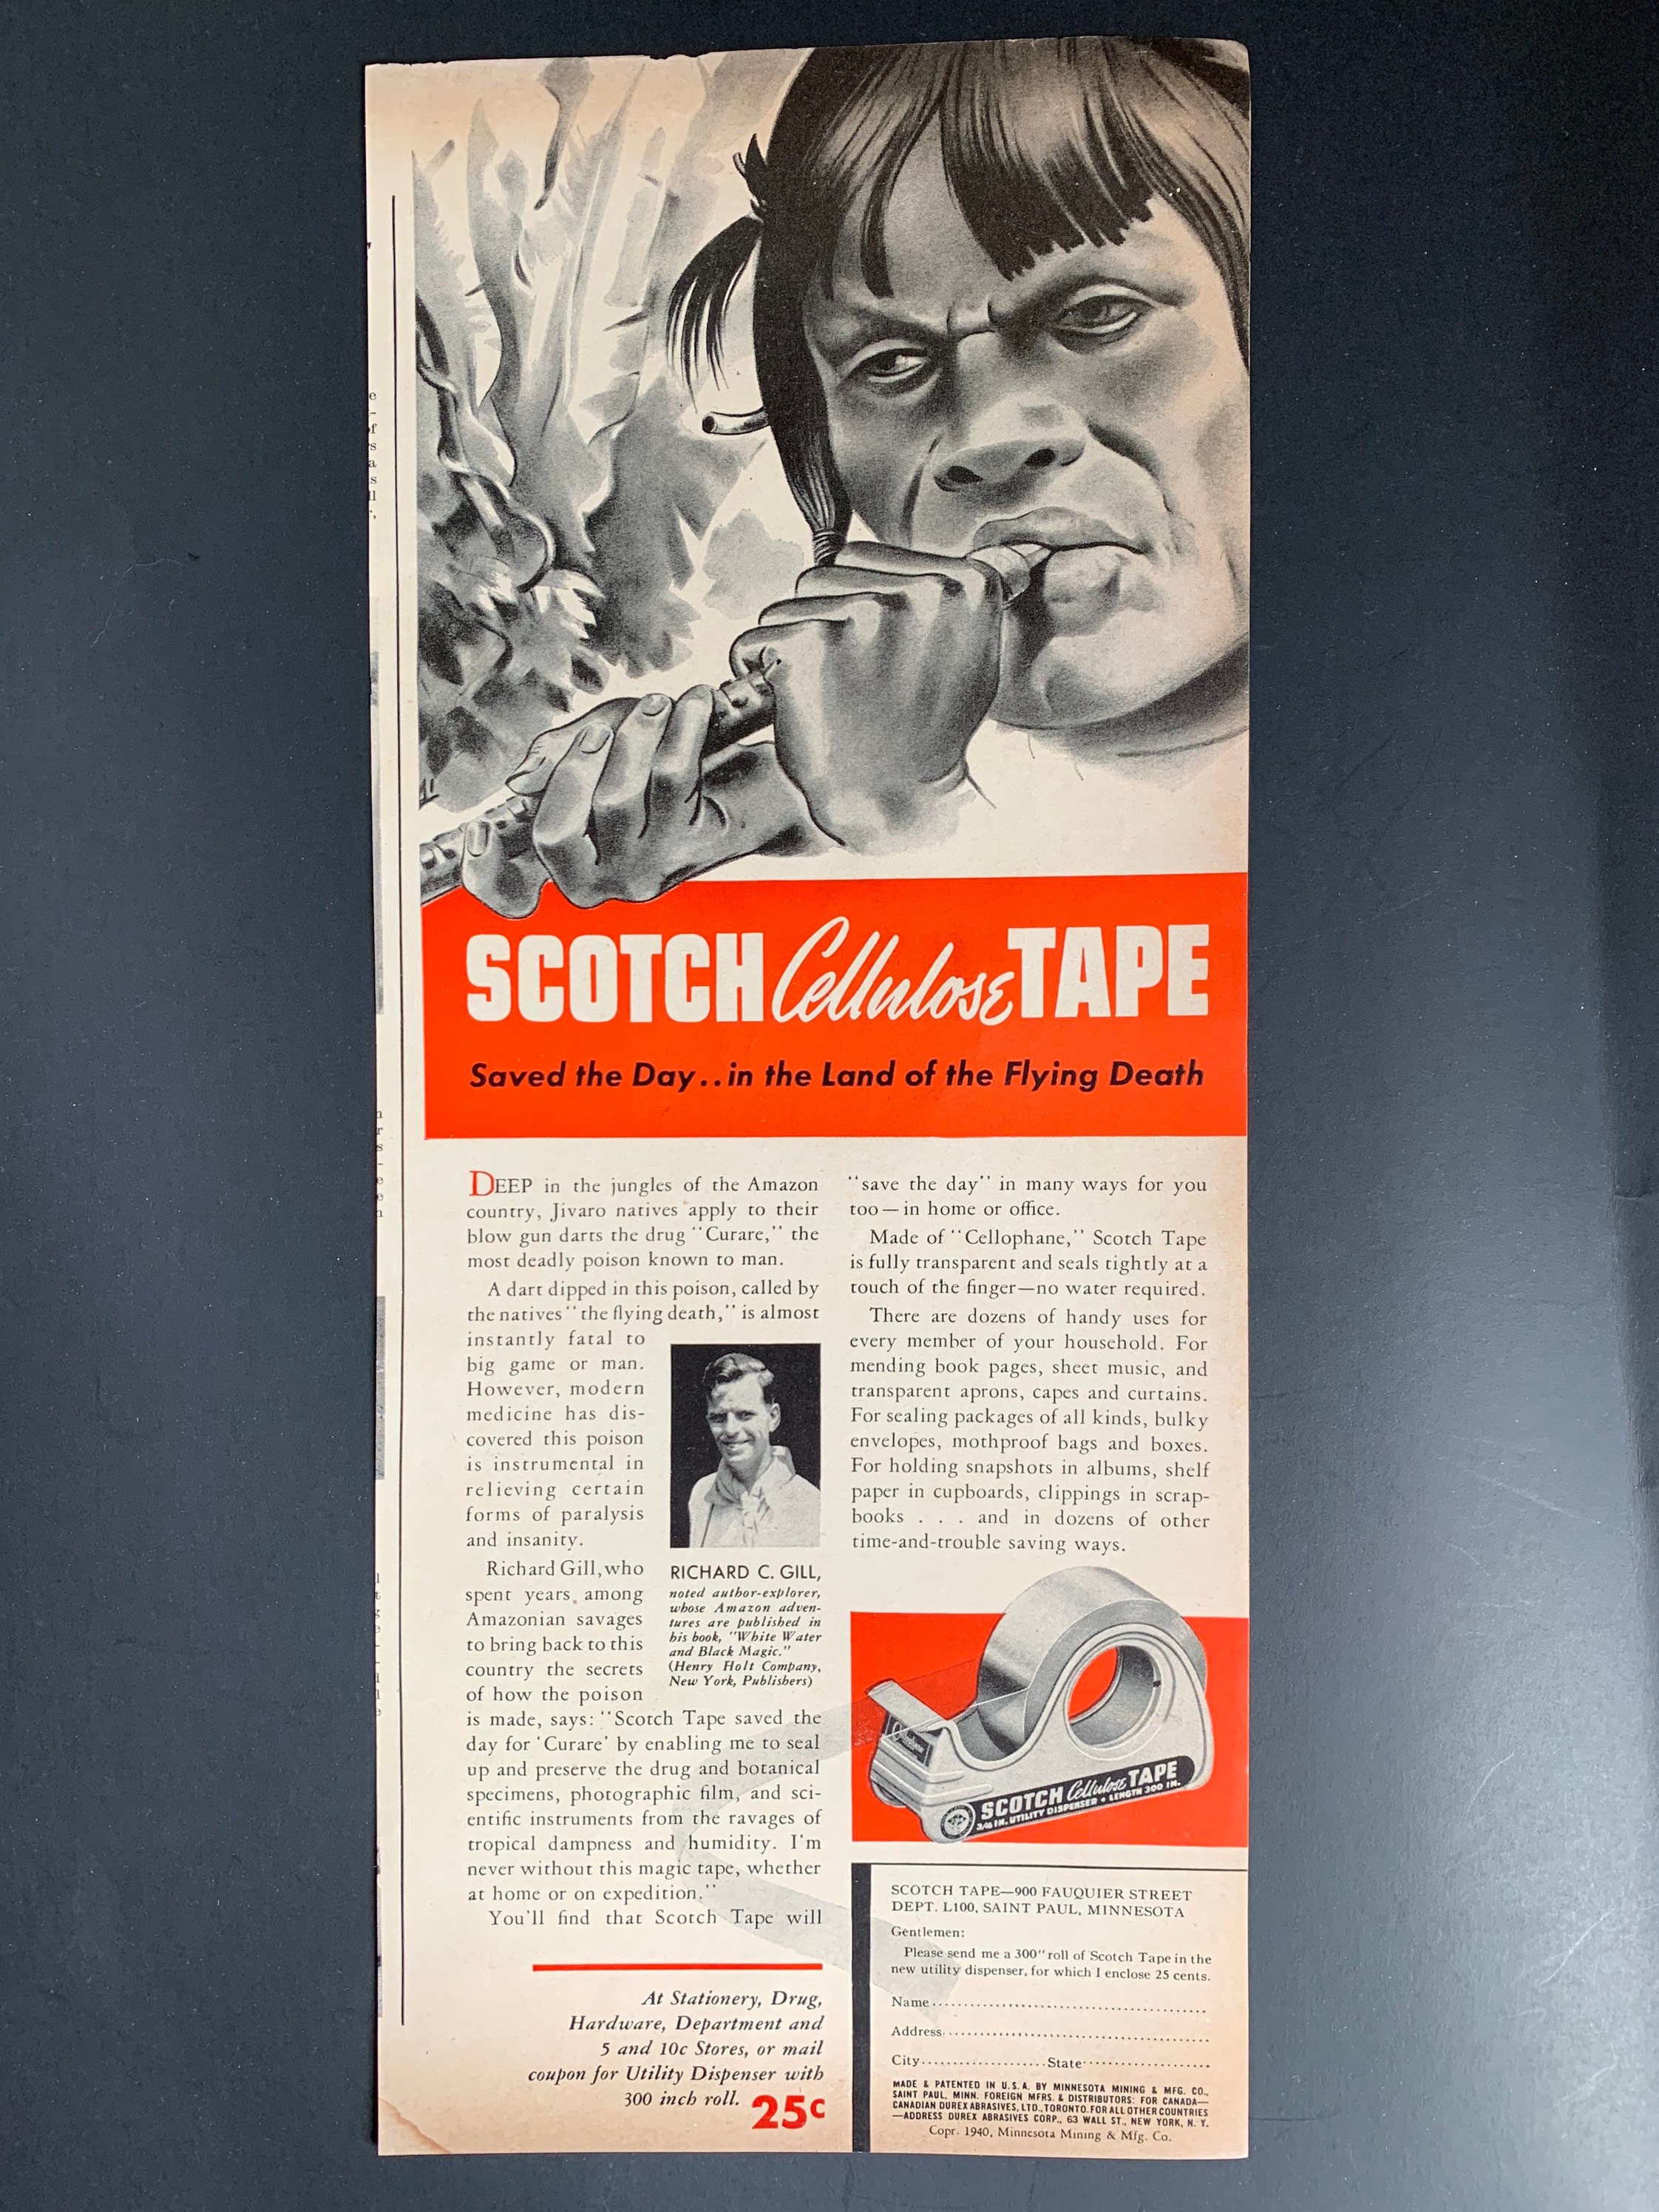 SCOTCH Cellulose TAPE
Saved the Day..in the Land of the Flying Death
DEEP in the jungles of the Amazon
country, Jivaro natives apply to their
blow gun darts the drug "Curare," the
most deadly poison known to man.
A dart dipped in this poison, called by
the natives "the flying death," is almost
instantly fatal to
big game or man.
However, modern
medicine has dis-
covered this poison
is instrumental in
relieving certain
forms of paralysis
and insanity.
Richard Gill, who
spent years among
Amazonian savages
to bring back to this
country the secrets
of how the poison
is made, says: "Scotch Tape saved the
day for 'Curare' by enabling me to seal
up and preserve the drug and botanical
specimens, photographic film, and sci-
entific instruments from the ravages of
tropical dampness and humidity. I'm
never without this magic tape, whether
at home or on expedition."
You'll find that Scotch Tape will
RICHARD C. GILL,
noted author-explorer,
whose Amazon adven-
tures are published in
his book, "White Water
and Black Magic."
(Henry Holt Company,
New York, Publishers)
"save the day" in many ways for you
too—in home or office.
Made of "Cellophane," Scotch Tape
is fully transparent and seals tightly at a
touch of the finger—no water required.
There are dozens of handy uses for
every member of your household. For
mending book pages, sheet music, and
transparent aprons, capes and curtains.
For sealing packages of all kinds, bulky
envelopes, mothproof bags and boxes.
For holding snapshots in albums, shelf
paper in cupboards, clippings in scrap-
books . . . and in dozens of other
time-and-trouble saving ways.
SCOTCH Cellulose TAPE
3/16 IN. UTILITY DISPENSER • LENGTH 300 IN.
At Stationery, Drug,
Hardware, Department and
5 and 10c Stores, or mail
coupon for Utility Dispenser with
300 inch roll. 25c
SCOTCH TAPE—900 FAUQUIER STREET
DEPT. L100, SAINT PAUL, MINNESOTA
Gentlemen:
Please send me a 300" roll of Scotch Tape in the
new utility dispenser, for which I enclose 25 cents.
Name
Address
City State
MADE & PATENTED IN U.S.A. BY MINNESOTA MINING & MFG. CO.,
SAINT PAUL, MINN. FOREIGN MFRS. & DISTRIBUTORS: FOR CANADA—
CANADIAN DUREX ABRASIVES, LTD., TORONTO. FOR ALL OTHER COUNTRIES
—ADDRESS DUREX ABRASIVES CORP., 63 WALL ST., NEW YORK, N. Y.
Copr. 1940, Minnesota Mining & Mfg. Co.